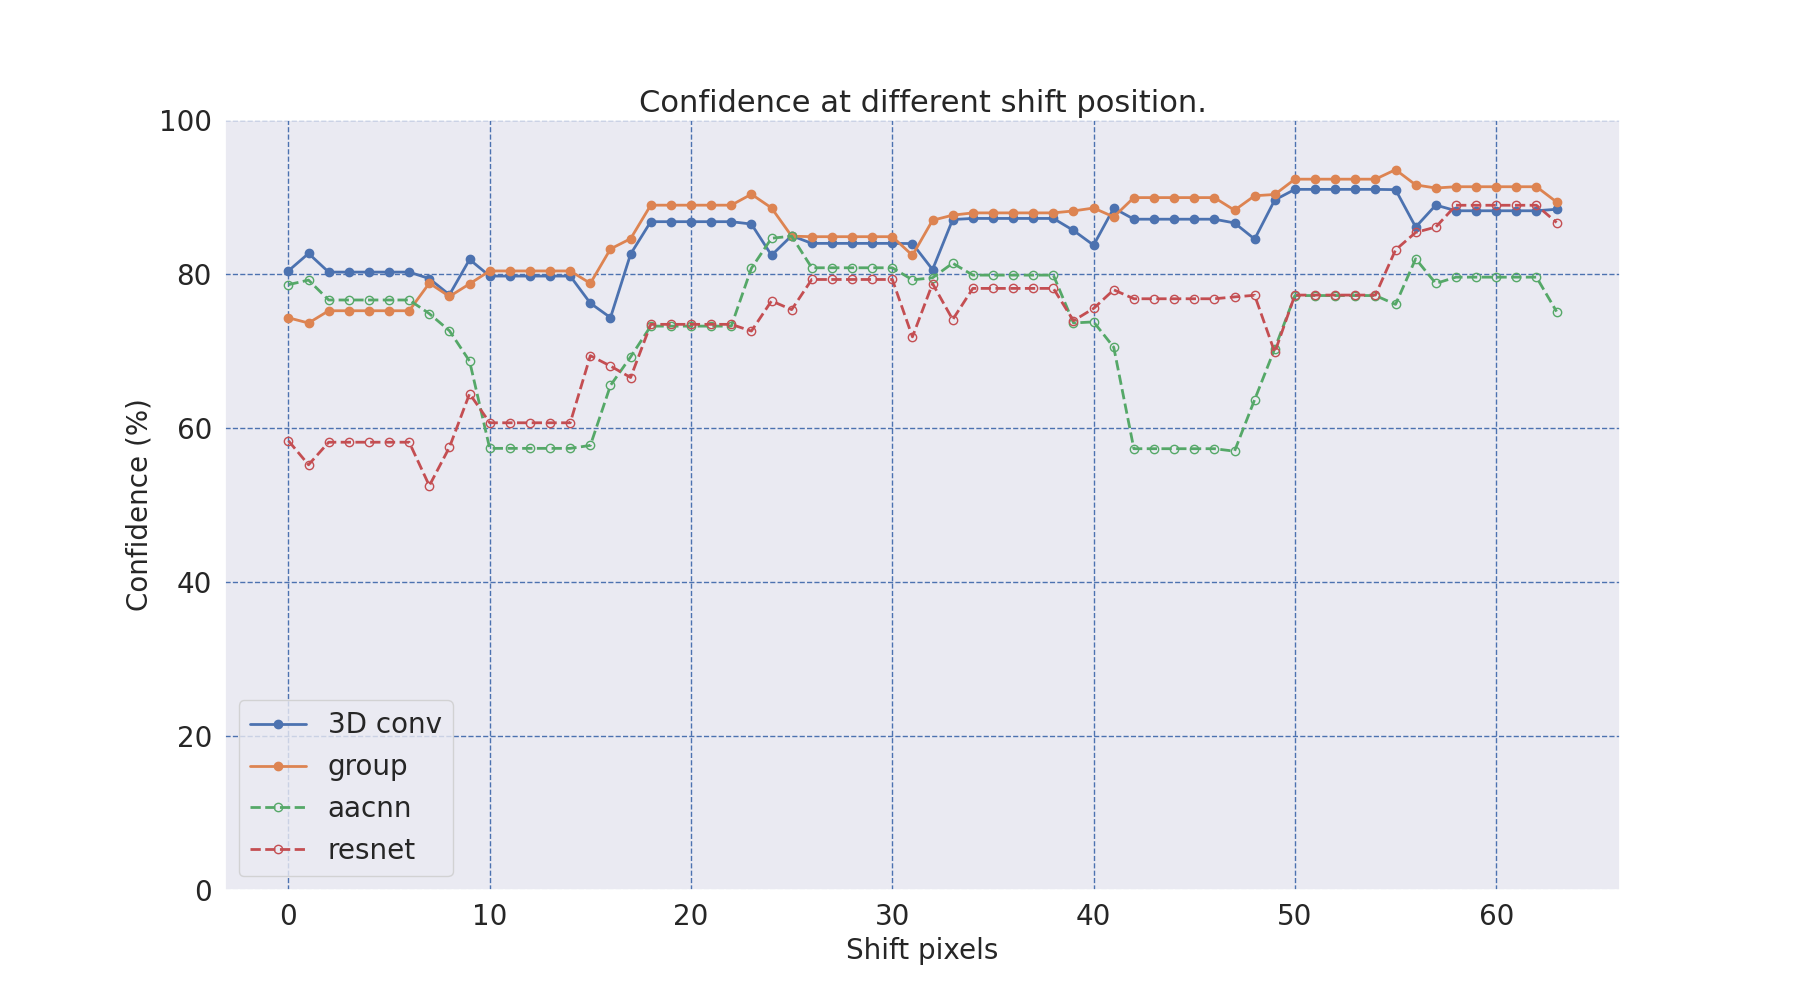 Confidence at different shift position.
100
80
60
40
20
0
Confidence (%)
3D conv
group
aacnn
resnet
0 10 20 30 40 50 60
Shift pixels